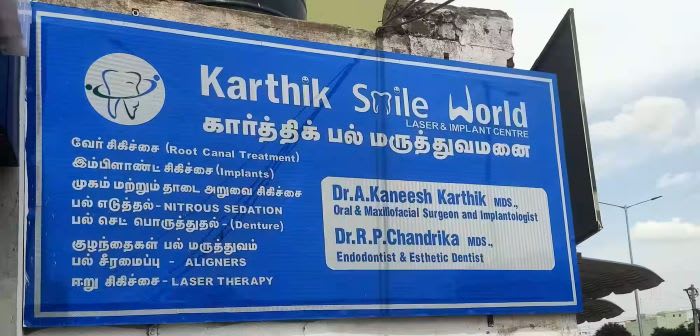 Karthik Smile World
LASER & IMPLANT CENTRE
கார்த்திக் பல் மருத்துவமனை
வேர் சிகிச்சை (Root Canal Treatment)
இம்பிளாண்ட் சிகிச்சை (Implants)
முகம் மற்றும் தாடை அறுவை சிகிச்சை
பல் எடுத்தல் - NITROUS SEDATION
பல் செட் பொருத்துதல் - (Denture)
குழந்தைகள் பல் மருத்துவம்
பல் சீரமைப்பு - ALIGNERS
ஈறு சிகிச்சை - LASER THERAPY
Dr.A.Kaneesh Karthik MDS.,
Oral & Maxillofacial Surgeon and Implantologist
Dr.R.P.Chandrika MDS.,
Endodontist & Esthetic Dentist